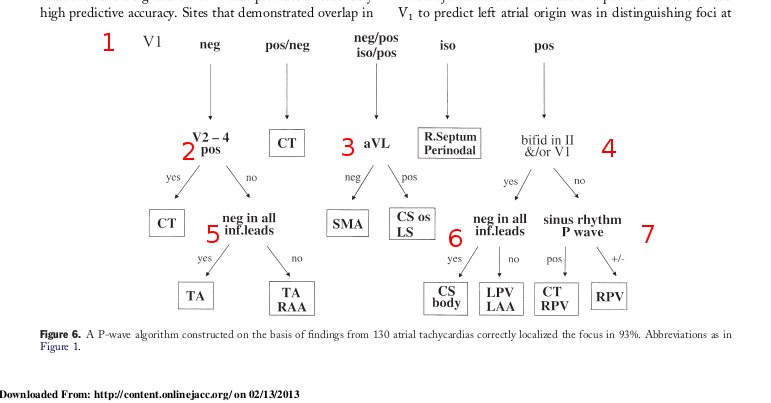 high predictive accuracy. Sites that demonstrated overlap in
V1 to predict left atrial origin was in distinguishing foci at
1 V1 neg pos/neg neg/pos iso/pos iso pos
2 V2-4 pos
CT
3 aVL
R.Septum Perinodal
bifid in II &/or V1 4
yes no neg pos yes no
CT
5 neg in all inf.leads
SMA
CS os LS
6 neg in all inf.leads
sinus rhythm P wave 7
yes no yes no pos +/-
TA
TA RAA
CS body
LPV LAA
CT RPV
RPV
Figure 6. A P-wave algorithm constructed on the basis of findings from 130 atrial tachycardias correctly localized the focus in 93%. Abbreviations as in
Figure 1.
Downloaded From: http://content.onlinejacc.org/ on 02/13/2013